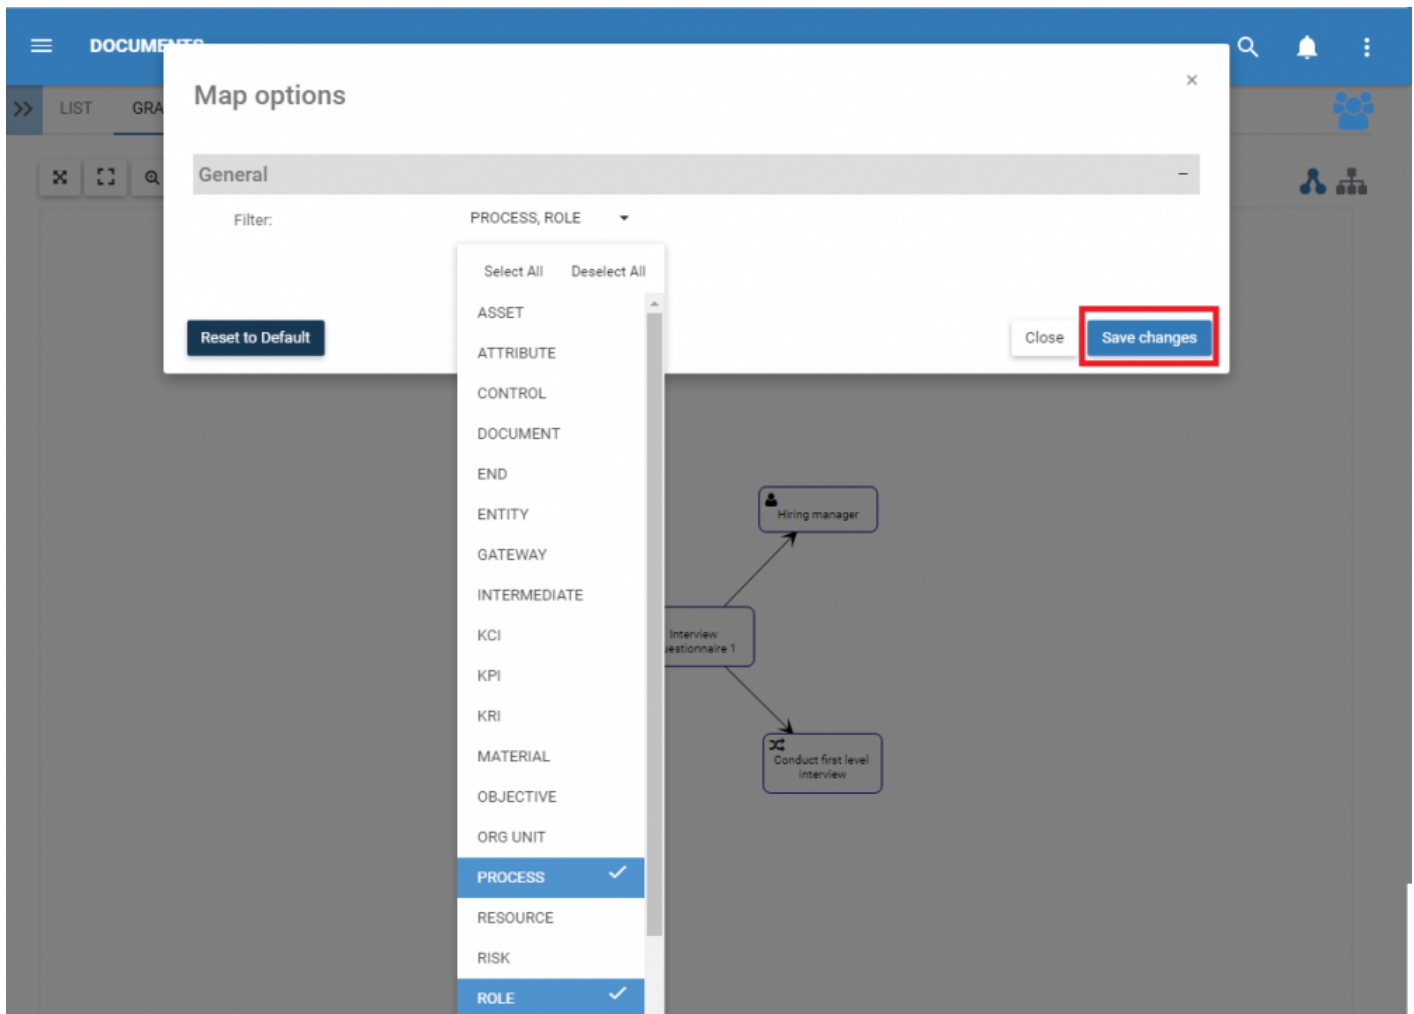 DOCUMENTS
LIST GRA
Map options
×
General −
Filter: PROCESS, ROLE
Select All Deselect All
ASSET
ATTRIBUTE
CONTROL
DOCUMENT
END
ENTITY
GATEWAY
INTERMEDIATE
KCI
KPI
KRI
MATERIAL
OBJECTIVE
ORG UNIT
PROCESS
RESOURCE
RISK
ROLE
Reset to Default
Close Save changes
Hiring manager
Interview
uestionnaire 1
Conduct first level
interview